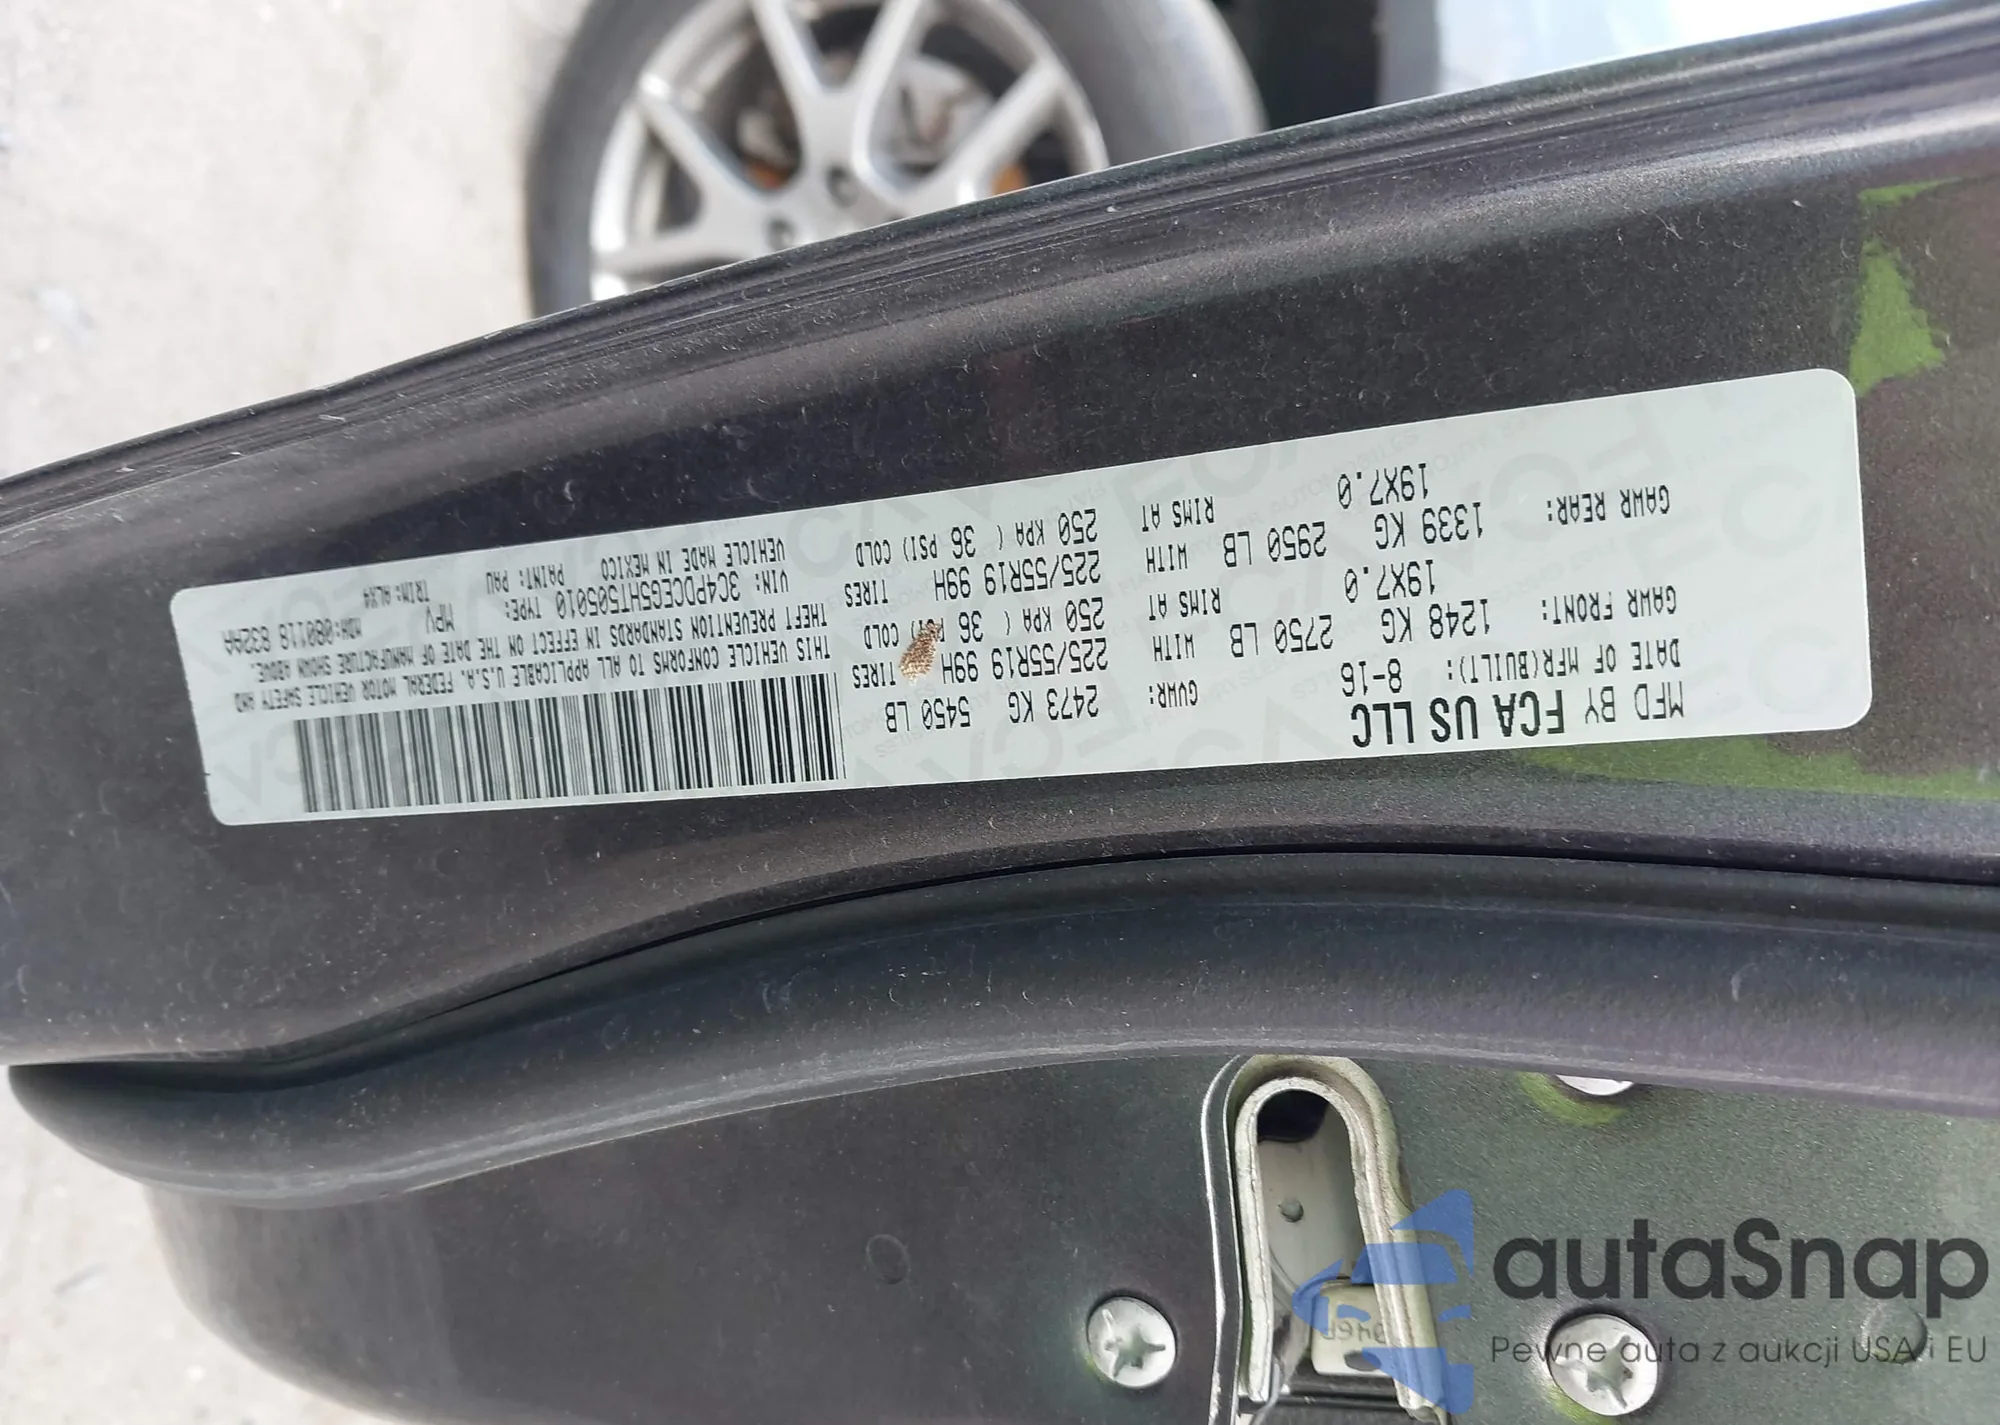 MFD BY FCA US LLC
DATE OF MFR(BUILT): 8-16
GVWR: 2473 KG 5450 LB
GAWR FRONT: 1248 KG 2750 LB
WITH 225/55R19 99H TIRES
19X7.0 RIMS AT 250 KPA ( 36 PSI) COLD
GAWR REAR: 1339 KG 2950 LB
WITH 225/55R19 99H TIRES
19X7.0 RIMS AT 250 KPA ( 36 PSI) COLD
THIS VEHICLE CONFORMS TO ALL APPLICABLE U.S.A. FEDERAL MOTOR VEHICLE SAFETY AND
THEFT PREVENTION STANDARDS IN EFFECT ON THE DATE OF MANUFACTURE SHOWN ABOVE.
VIN: 3C4PDCEG5HT505010 TYPE: MPV MDH:080118 832AA
VEHICLE MADE IN MEXICO PAINT: PAU TRIM:ALX4
autaSnap
Pewne auta z aukcji USA i EU